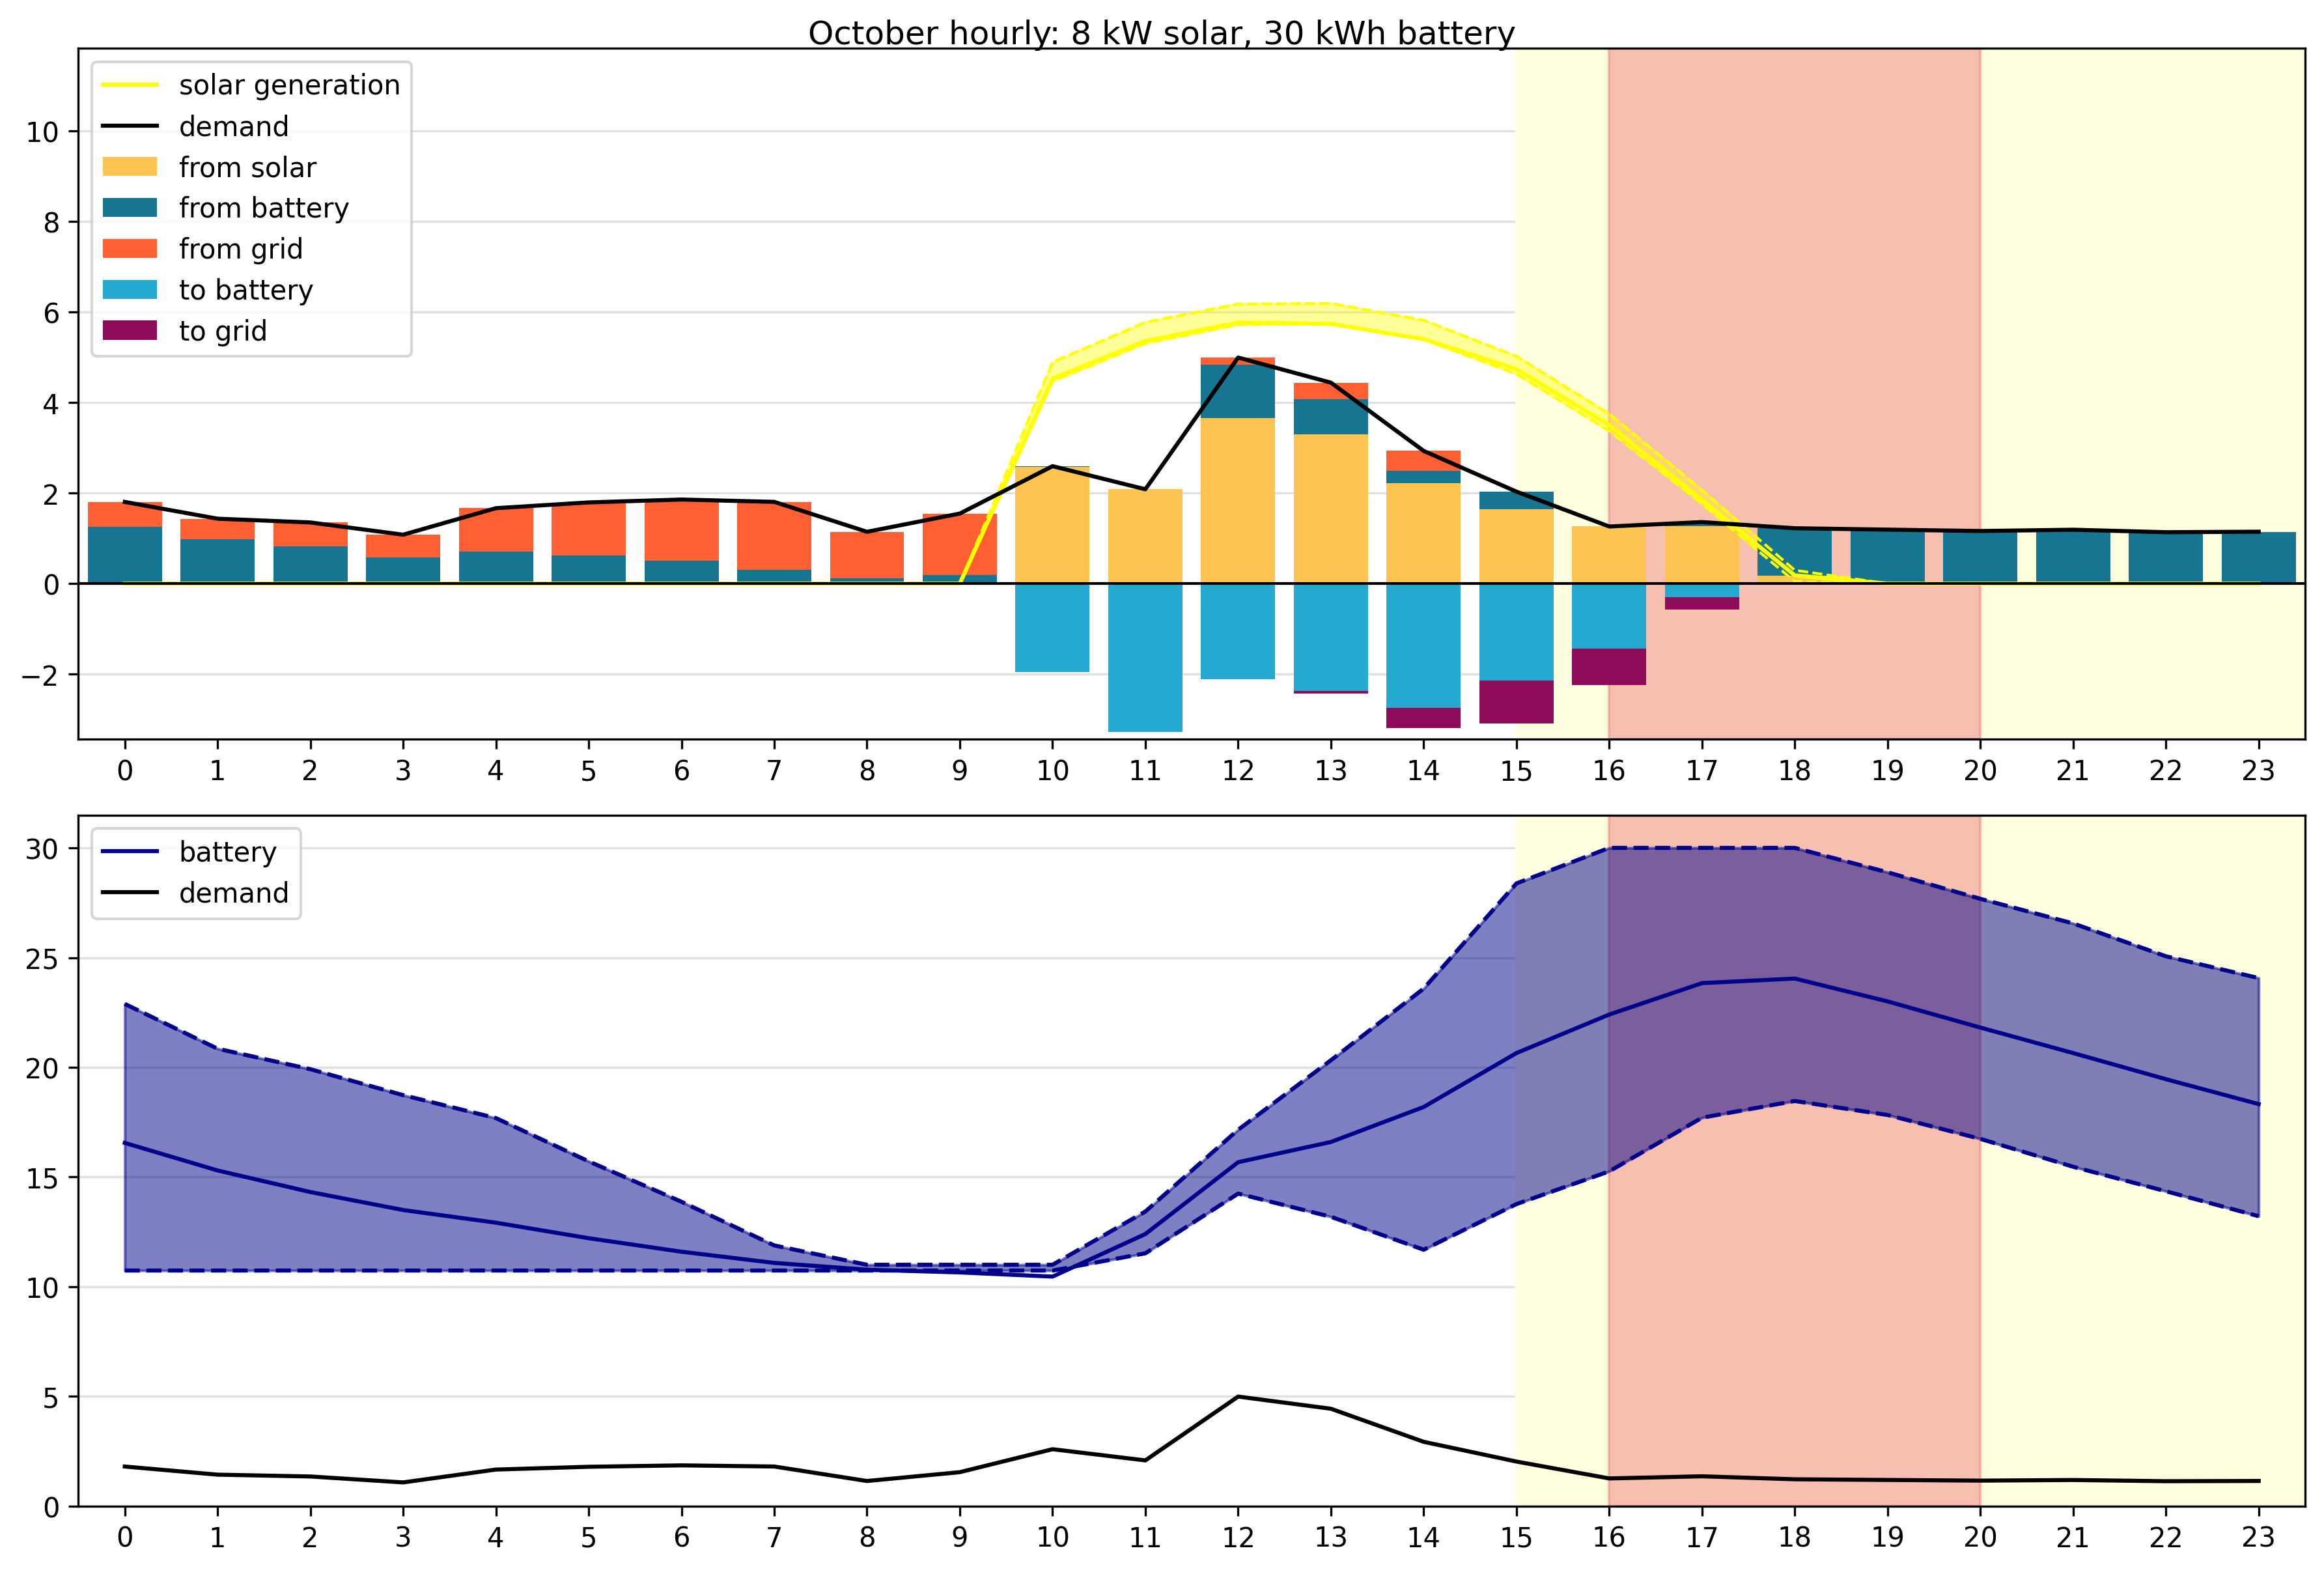 October hourly: 8 kW solar, 30 kWh battery
solar generation
demand
from solar
from battery
from grid
to battery
to grid
10
8
6
4
2
0
−2
0 1 2 3 4 5 6 7 8 9 10 11 12 13 14 15 16 17 18 19 20 21 22 23
battery
demand
30
25
20
15
10
5
0
0 1 2 3 4 5 6 7 8 9 10 11 12 13 14 15 16 17 18 19 20 21 22 23